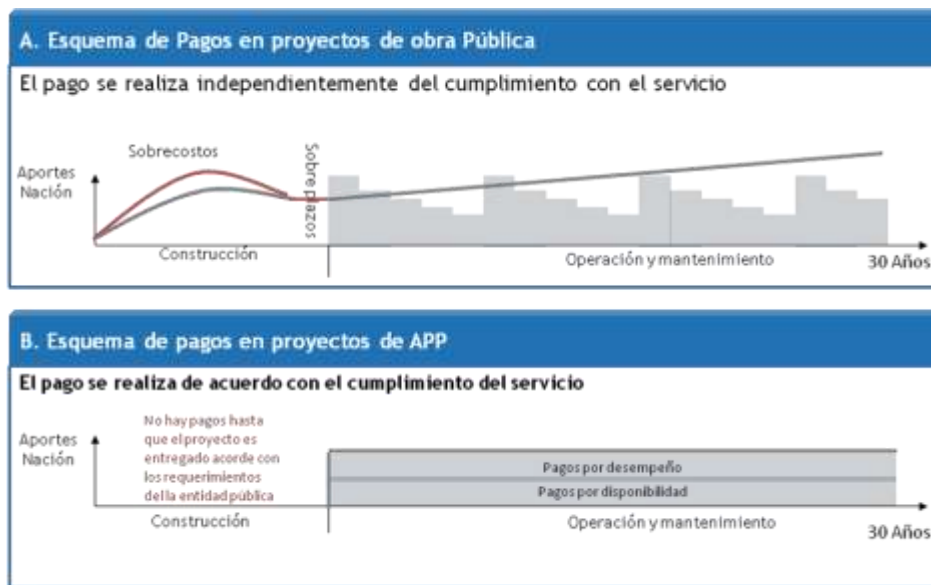 A. Esquema de Pagos en proyectos de obra Pública
El pago se realiza independientemente del cumplimiento con el servicio
Sobrecostos
Sobre plazos
Aportes
Nación
Construcción
Operación y mantenimiento
30 Años
B. Esquema de pagos en proyectos de APP
El pago se realiza de acuerdo con el cumplimiento del servicio
No hay pagos hasta
que el proyecto es
entregado acorde con
los requerimientos
del la entidad pública
Aportes
Nación
Pagos por desempeño
Pagos por disponibilidad
Construcción
Operación y mantenimiento
30 Años